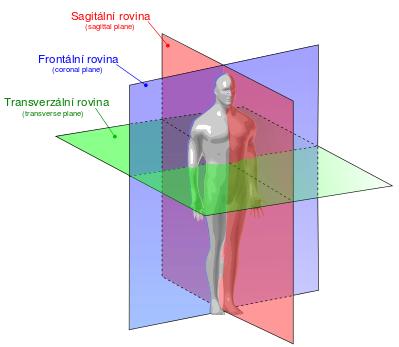 Sagitální rovina
(sagittal plane)
Frontální rovina
(coronal plane)
Transverzální rovina
(transverse plane)